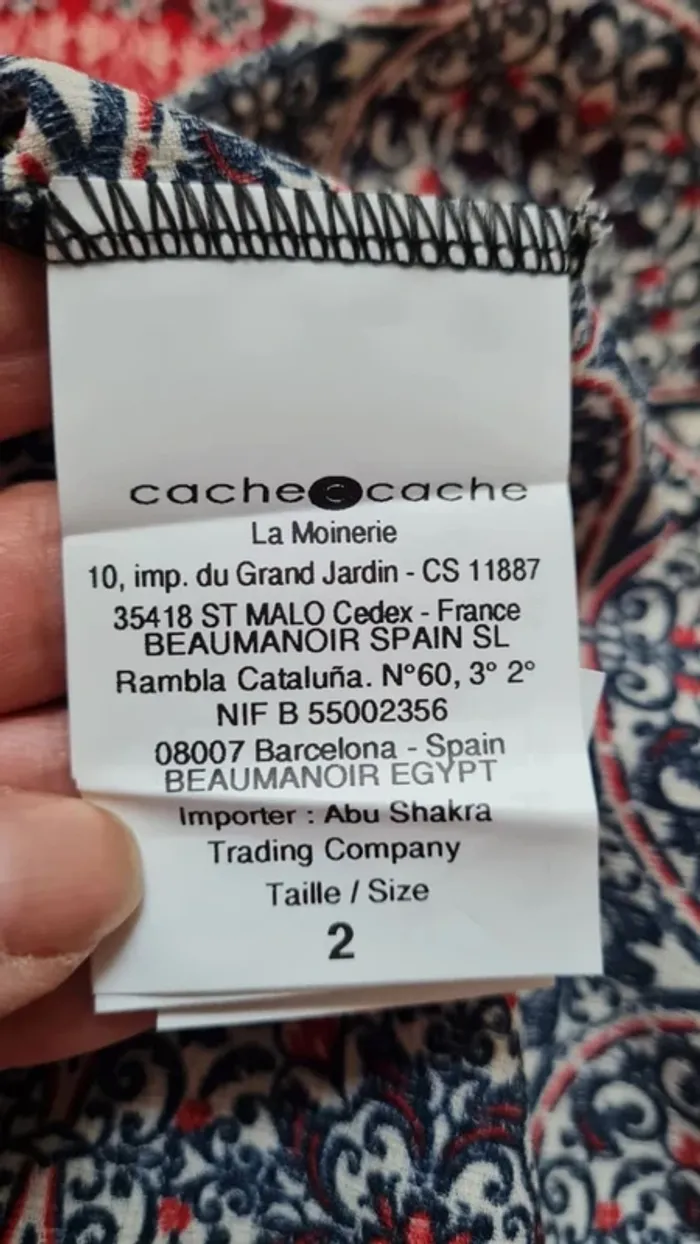 cache c cache
La Moinerie
10, imp. du Grand Jardin - CS 11887
35418 ST MALO Cedex - France
BEAUMANOIR SPAIN SL
Rambla Cataluña. N°60, 3° 2°
NIF B 55002356
08007 Barcelona - Spain
BEAUMANOIR EGYPT
Importer : Abu Shakra
Trading Company
Taille / Size
2